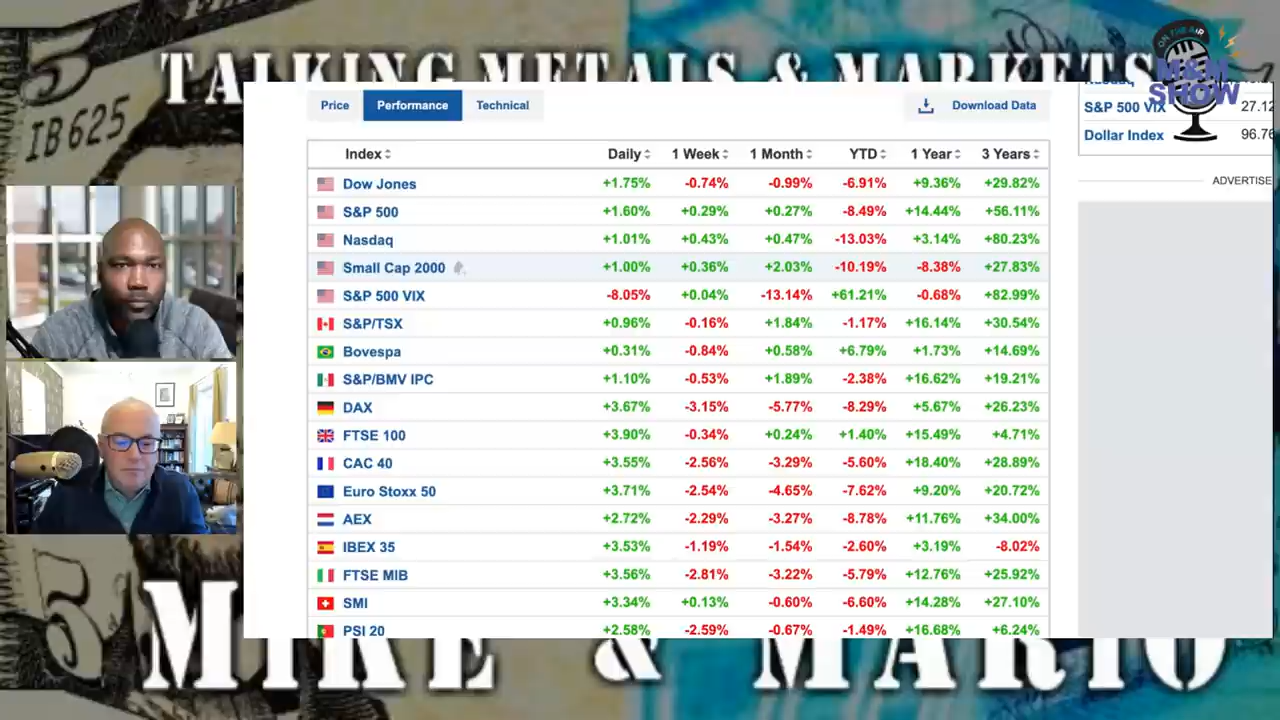 TALKING METALS & MARKETS
ON THE AIR
M&M
SHOW
IB 625
5
Price Performance Technical Download Data
Nasdaq
S&P 500 VIX 27.12
Dollar Index 96.76
ADVERTISE
Index Daily 1 Week 1 Month YTD 1 Year 3 Years
Dow Jones +1.75% -0.74% -0.99% -6.91% +9.36% +29.82%
S&P 500 +1.60% +0.29% +0.27% -8.49% +14.44% +56.11%
Nasdaq +1.01% +0.43% +0.47% -13.03% +3.14% +80.23%
Small Cap 2000 +1.00% +0.36% +2.03% -10.19% -8.38% +27.83%
S&P 500 VIX -8.05% +0.04% -13.14% +61.21% -0.68% +82.99%
S&P/TSX +0.96% -0.16% +1.84% -1.17% +16.14% +30.54%
Bovespa +0.31% -0.84% +0.58% +6.79% +1.73% +14.69%
S&P/BMV IPC +1.10% -0.53% +1.89% -2.38% +16.62% +19.21%
DAX +3.67% -3.15% -5.77% -8.29% +5.67% +26.23%
FTSE 100 +3.90% -0.34% +0.24% +1.40% +15.49% +4.71%
CAC 40 +3.55% -2.56% -3.29% -5.60% +18.40% +28.89%
Euro Stoxx 50 +3.71% -2.54% -4.65% -7.62% +9.20% +20.72%
AEX +2.72% -2.29% -3.27% -8.78% +11.76% +34.00%
IBEX 35 +3.53% -1.19% -1.54% -2.60% +3.19% -8.02%
FTSE MIB +3.56% -2.81% -3.22% -5.79% +12.76% +25.92%
SMI +3.34% +0.13% -0.60% -6.60% +14.28% +27.10%
PSI 20 +2.58% -2.59% -0.67% -1.49% +16.68% +6.24%
5
MIKE & MARIO